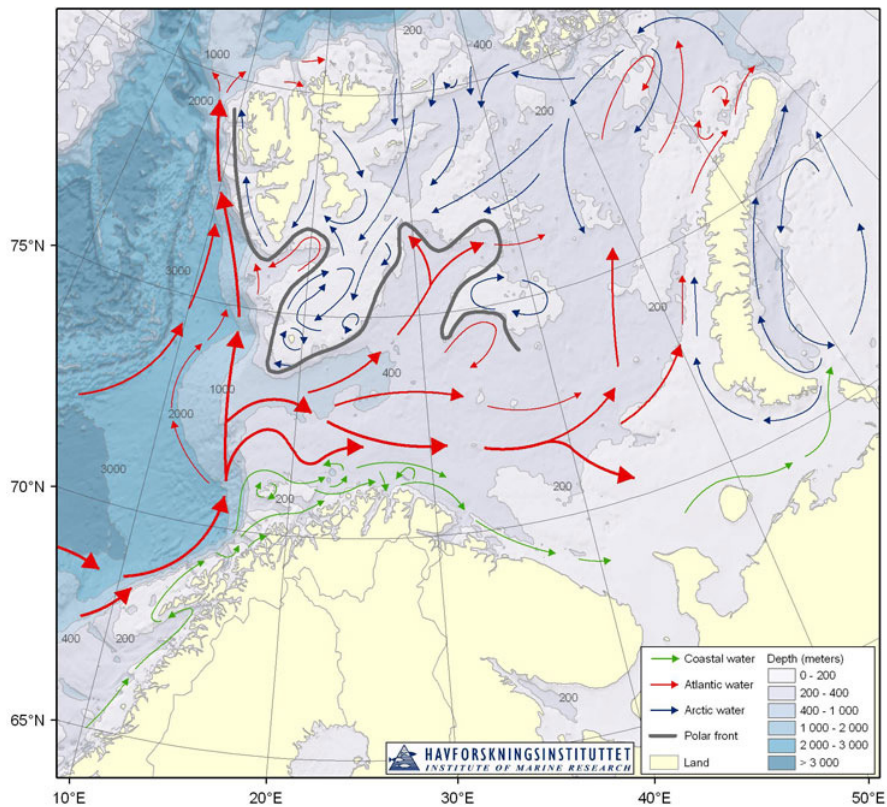 200
400
1000
200
2000
200
75°N
3000
200
400
1000
2000
3000
70°N
200
200
400
200
200
65°N
Coastal water
Atlantic water
Arctic water
Polar front
Land
Depth (meters)
0 - 200
200 - 400
400 - 1 000
1 000 - 2 000
2 000 - 3 000
> 3 000
HAVFORSKNINGSINSTITUTTET
INSTITUTE OF MARINE RESEARCH
10°E 20°E 30°E 40°E 50°E